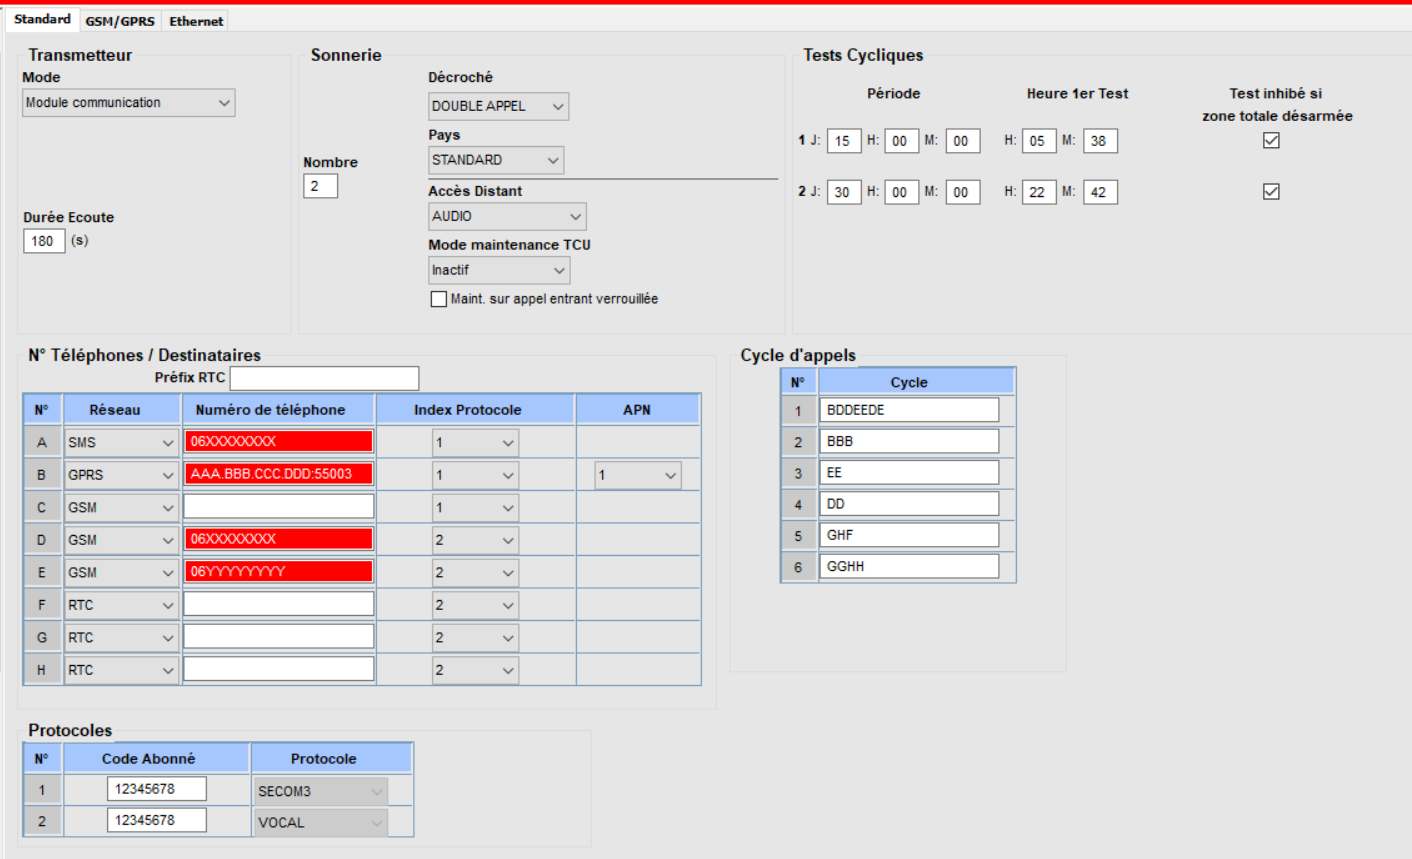 Standard GSM/GPRS Ethernet
Transmetteur
Mode
Module communication
Durée Ecoute
180 (s)
Sonnerie
Nombre
2
Décroché
DOUBLE APPEL
Pays
STANDARD
Accès Distant
AUDIO
Mode maintenance TCU
Inactif
Maint. sur appel entrant verrouillée
Tests Cycliques
Période Heure 1er Test Test inhibé si
zone totale désarmée
1 J: 15 H: 00 M: 00 H: 05 M: 38
2 J: 30 H: 00 M: 00 H: 22 M: 42
N° Téléphones / Destinataires
Préfix RTC
N° Réseau Numéro de téléphone Index Protocole APN
A SMS 06XXXXXXXX 1
B GPRS AAA.BBB.CCC.DDD:55003 1 1
C GSM 1
D GSM 06XXXXXXXX 2
E GSM 06YYYYYYYY 2
F RTC 2
G RTC 2
H RTC 2
Cycle d'appels
N° Cycle
1 BDDEEDE
2 BBB
3 EE
4 DD
5 GHF
6 GGHH
Protocoles
N° Code Abonné Protocole
1 12345678 SECOM3
2 12345678 VOCAL